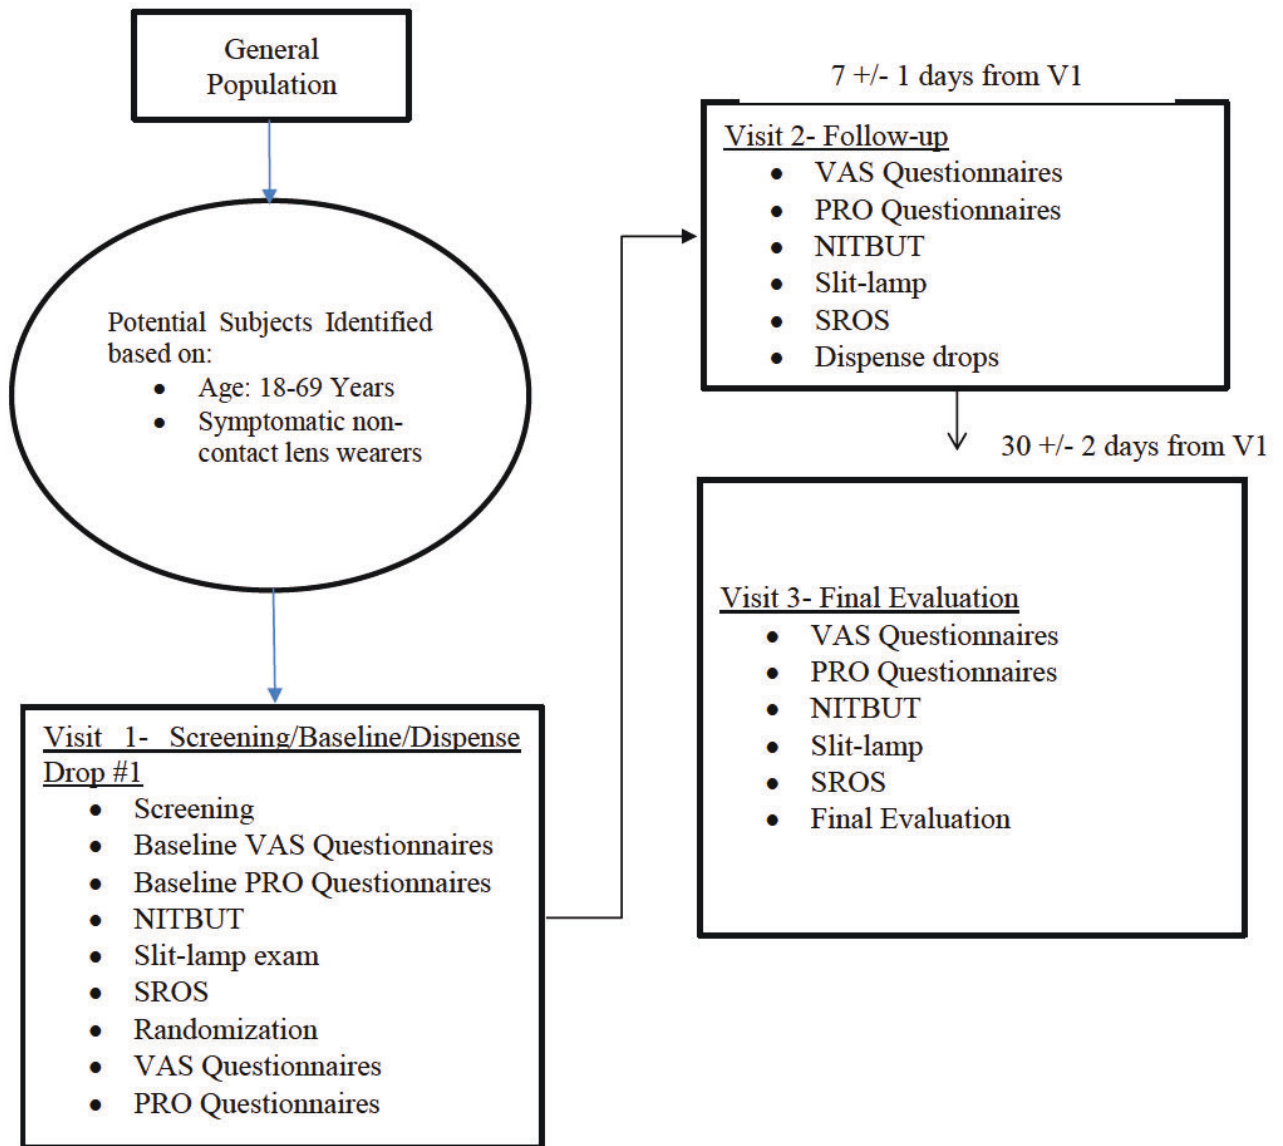 General
Population
Potential Subjects Identified
based on:
● Age: 18-69 Years
● Symptomatic non-
contact lens wearers
Visit 1- Screening/Baseline/Dispense
Drop #1
● Screening
● Baseline VAS Questionnaires
● Baseline PRO Questionnaires
● NITBUT
● Slit-lamp exam
● SROS
● Randomization
● VAS Questionnaires
● PRO Questionnaires
7 +/- 1 days from V1
Visit 2- Follow-up
● VAS Questionnaires
● PRO Questionnaires
● NITBUT
● Slit-lamp
● SROS
● Dispense drops
30 +/- 2 days from V1
Visit 3- Final Evaluation
● VAS Questionnaires
● PRO Questionnaires
● NITBUT
● Slit-lamp
● SROS
● Final Evaluation